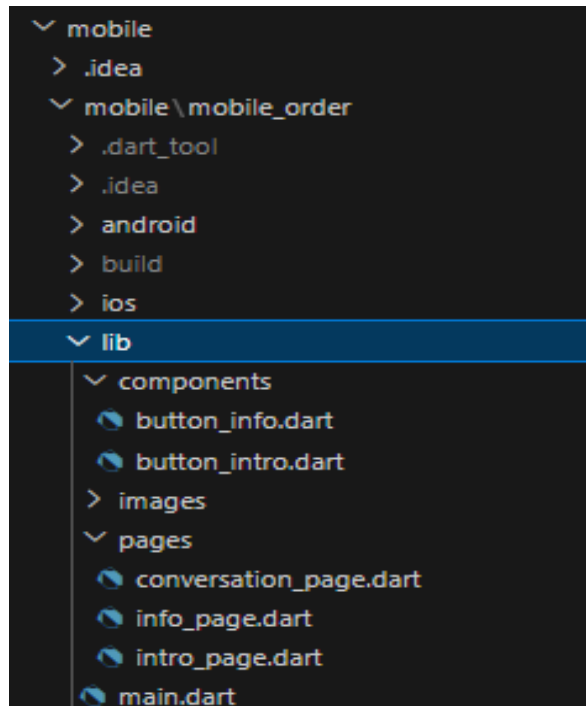 mobile
.idea
mobile\mobile_order
.dart_tool
.idea
android
build
ios
lib
components
button_info.dart
button_intro.dart
images
pages
conversation_page.dart
info_page.dart
intro_page.dart
main.dart